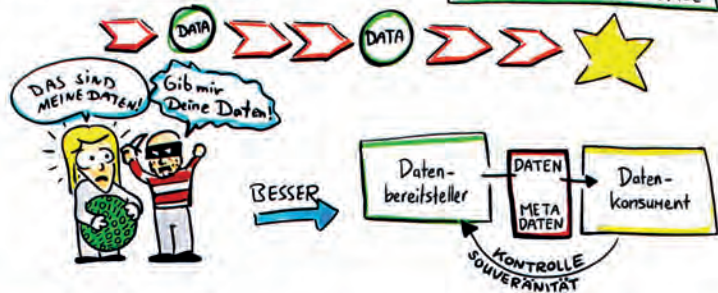 DATA
DATA
DAS SIND
MEINE DATEN!
Gib mir
Deine Daten!
BESSER
Daten-
bereitsteller
DATEN
META
DATEN
Daten-
konsument
KONTROLLE
SOUVERÄNITÄT